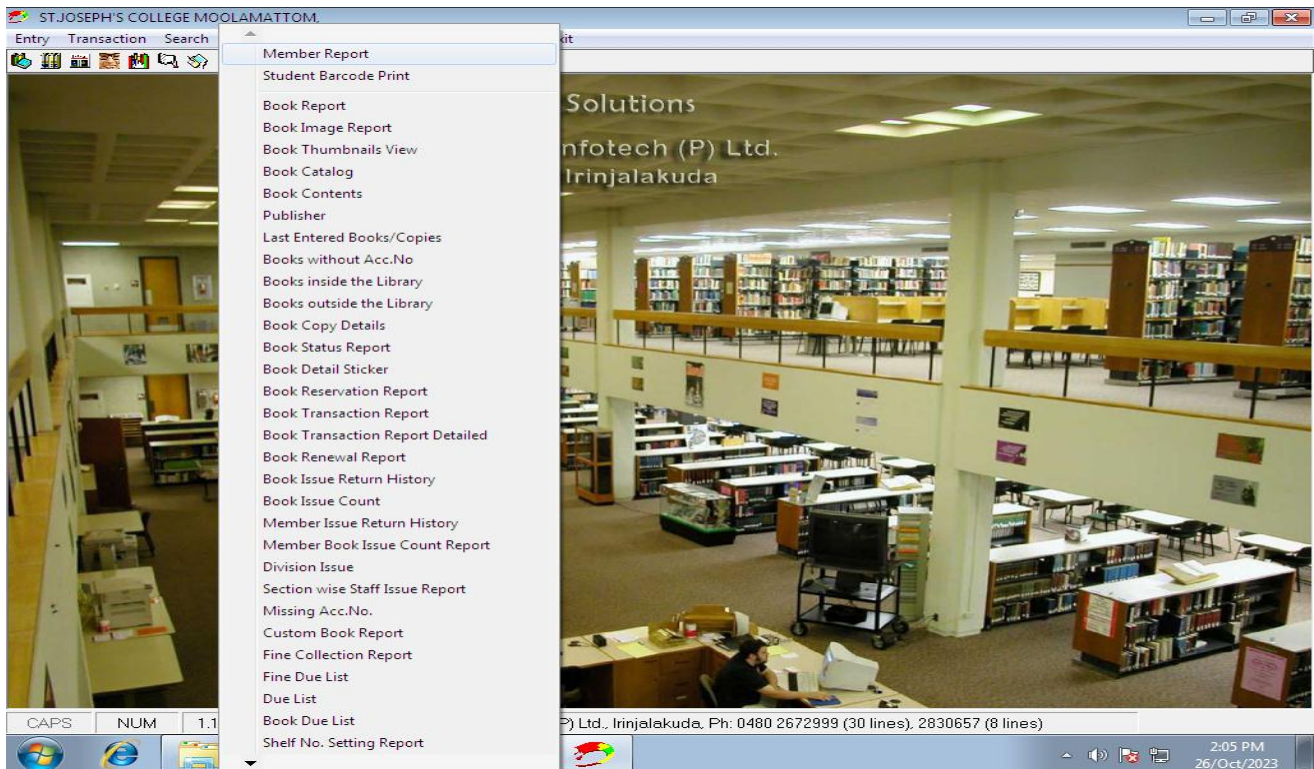 ST.JOSEPH'S COLLEGE MOOLAMATTOM,
Entry Transaction Search
Member Report
Student Barcode Print
Book Report
Book Image Report
Book Thumbnails View
Book Catalog
Book Contents
Publisher
Last Entered Books/Copies
Books without Acc.No
Books inside the Library
Books outside the Library
Book Copy Details
Book Status Report
Book Detail Sticker
Book Reservation Report
Book Transaction Report
Book Transaction Report Detailed
Book Renewal Report
Book Issue Return History
Book Issue Count
Member Issue Return History
Member Book Issue Count Report
Division Issue
Section wise Staff Issue Report
Missing Acc.No.
Custom Book Report
Fine Collection Report
Fine Due List
Due List
Book Due List
Shelf No. Setting Report
Solutions
nfotech (P) Ltd.
Irinjalakuda
CAPS NUM 1.1
P) Ltd., Irinjalakuda, Ph: 0480 2672999 (30 lines), 2830657 (8 lines)
2:05 PM
26/Oct/2023